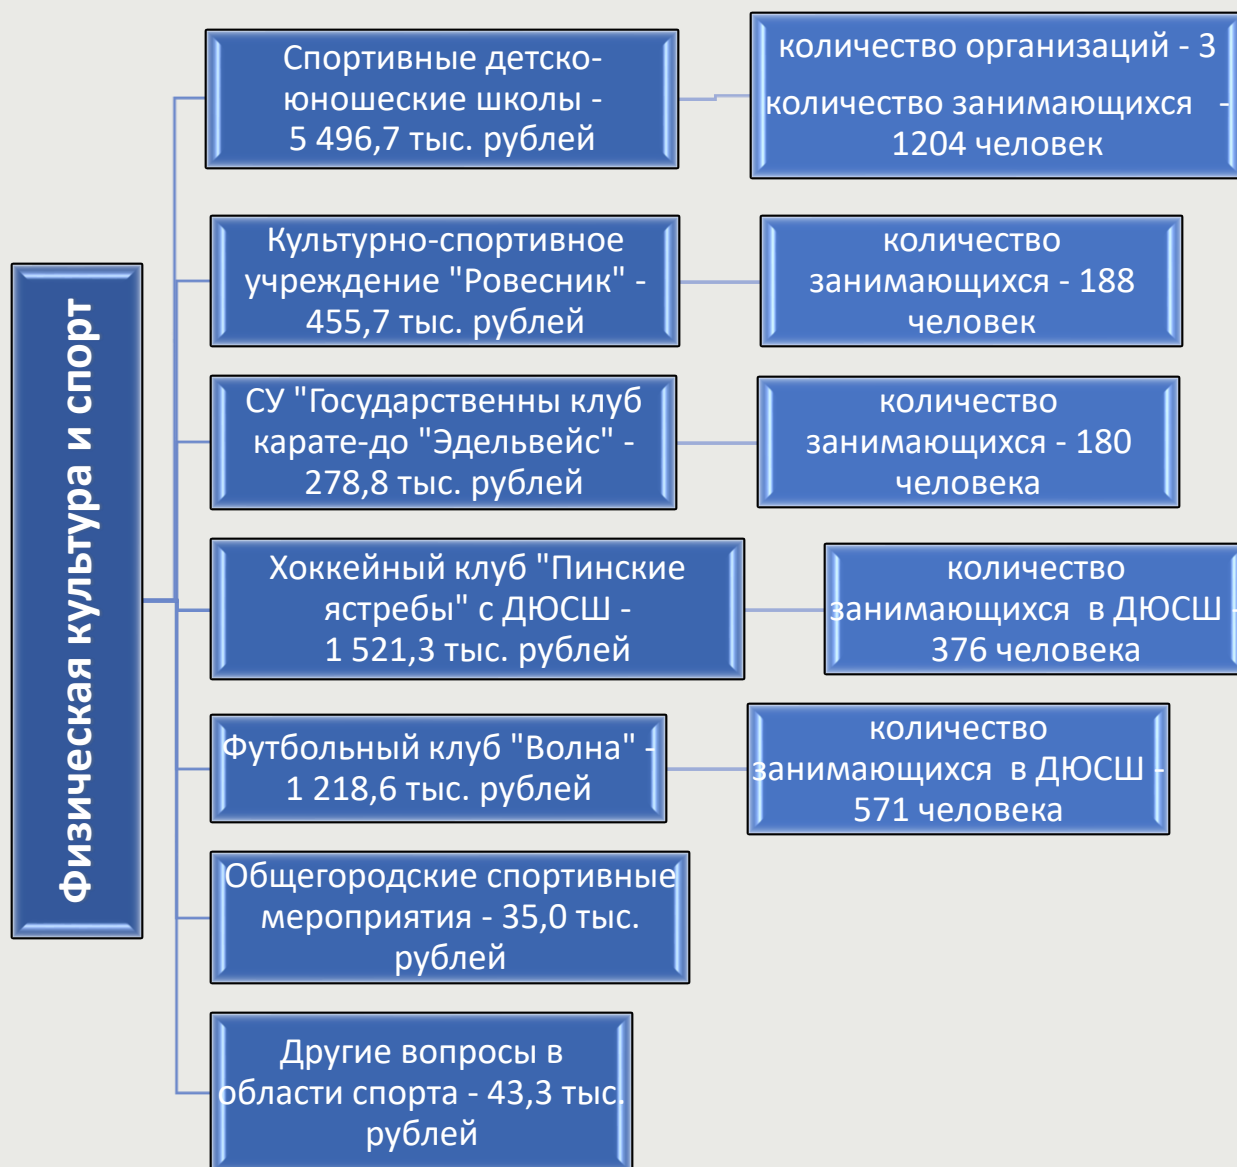 Физическая культура и спорт
Спортивные детско-
юношеские школы -
5 496,7 тыс. рублей
количество организаций - 3
количество занимающихся -
1204 человек
Культурно-спортивное
учреждение "Ровесник" -
455,7 тыс. рублей
количество
занимающихся - 188
человек
СУ "Государственны клуб
карате-до "Эдельвейс" -
278,8 тыс. рублей
количество
занимающихся - 180
человека
Хоккейный клуб "Пинские
ястребы" с ДЮСШ -
1 521,3 тыс. рублей
количество
занимающихся в ДЮСШ -
376 человека
Футбольный клуб "Волна" -
1 218,6 тыс. рублей
количество
занимающихся в ДЮСШ -
571 человека
Общегородские спортивные
мероприятия - 35,0 тыс.
рублей
Другие вопросы в
области спорта - 43,3 тыс.
рублей